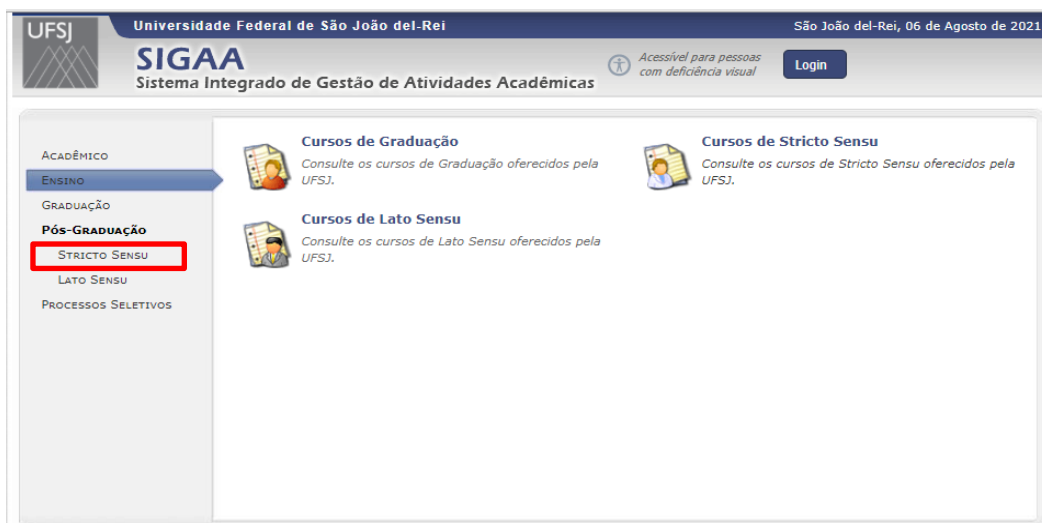 UFSJ
Universidade Federal de São João del-Rei
São João del-Rei, 06 de Agosto de 2021
SIGAA
Sistema Integrado de Gestão de Atividades Acadêmicas
Acessível para pessoas
com deficiência visual
Login
Acadêmico
Ensino
Graduação
Pós-Graduação
Stricto Sensu
Lato Sensu
Processos Seletivos
Cursos de Graduação
Consulte os cursos de Graduação oferecidos pela
UFSJ.
Cursos de Stricto Sensu
Consulte os cursos de Stricto Sensu oferecidos pela
UFSJ.
Cursos de Lato Sensu
Consulte os cursos de Lato Sensu oferecidos pela
UFSJ.